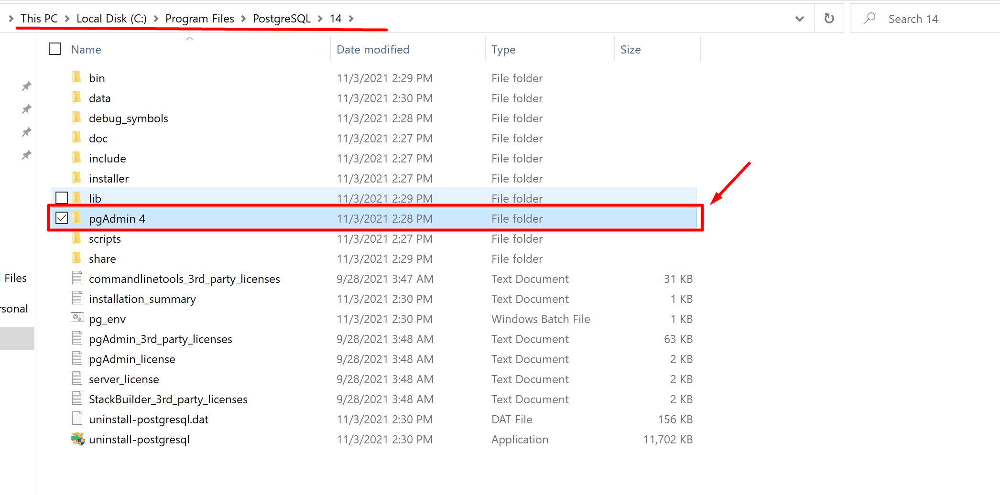 This PC Local Disk (C:) Program Files PostgreSQL 14 Search 14
Name Date modified Type Size
bin 11/3/2021 2:29 PM File folder
data 11/3/2021 2:30 PM File folder
debug_symbols 11/3/2021 2:28 PM File folder
doc 11/3/2021 2:27 PM File folder
include 11/3/2021 2:27 PM File folder
installer 11/3/2021 2:27 PM File folder
lib 11/3/2021 2:29 PM File folder
pgAdmin 4 11/3/2021 2:28 PM File folder
scripts 11/3/2021 2:27 PM File folder
share 11/3/2021 2:29 PM File folder
Files commandlinetools_3rd_party_licenses 9/28/2021 3:47 AM Text Document 31 KB
installation_summary 11/3/2021 2:30 PM Text Document 1 KB
rsonal
pg_env 11/3/2021 2:30 PM Windows Batch File 1 KB
pgAdmin_3rd_party_licenses 9/28/2021 3:48 AM Text Document 63 KB
pgAdmin_license 9/28/2021 3:48 AM Text Document 2 KB
server_license 9/28/2021 3:48 AM Text Document 2 KB
StackBuilder_3rd_party_licenses 9/28/2021 3:48 AM Text Document 2 KB
uninstall-postgresql.dat 11/3/2021 2:30 PM DAT File 156 KB
uninstall-postgresql 11/3/2021 2:30 PM Application 11,702 KB